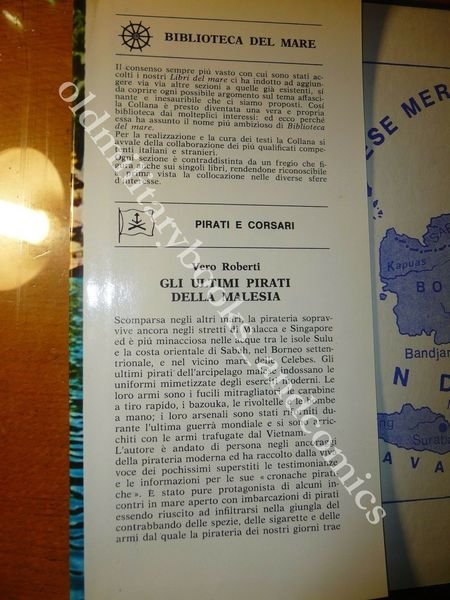 BIBLIOTECA DEL MARE
Il consenso sempre più vasto con cui sono stati ac-
colti i nostri Libri del mare ci ha indotto ad aggiun-
gere via via altre sezioni a quelle già esistenti, sì
da coprire ogni possibile argomento sul tema affasci-
nante e inesauribile che ci siamo proposti. Così
la Collana è presto diventata una vera e propria
biblioteca dai molteplici interessi: ed ecco perché
essa ha assunto il nome più ambizioso di Biblioteca
del mare.
Per la realizzazione e la cura dei testi la Collana si
avvale della collaborazione dei più qualificati compe-
tenti italiani e stranieri.
Ogni sezione è contraddistinta da un fregio che fi-
gura anche sui singoli libri, rendendone riconoscibile
a prima vista la collocazione nelle diverse sfere
d'interesse.
PIRATI E CORSARI
Vero Roberti
GLI ULTIMI PIRATI
DELLA MALESIA
Scomparsa negli altri mari, la pirateria soprav-
vive ancora negli stretti di Malacca e Singapore
ed è più minacciosa nelle acque tra le isole Sulu
e la costa orientale di Sabah, nel Borneo setten-
trionale, e nel vicino mare delle Celebes. Gli
ultimi pirati dell'arcipelago malese indossano le
uniformi mimetizzate degli eserciti moderni. Le
loro armi sono i fucili mitragliatori, le carabine
a tiro rapido, i bazooka, le rivoltelle e le bombe
a mano; i loro arsenali sono stati riempiti du-
rante l'ultima guerra mondiale e si sono arric-
chiti con le armi trafugate dal Vietnam.
L'autore è andato di persona negli ancoraggi
della pirateria moderna ed ha raccolto dalla viva
voce dei pochissimi superstiti le testimonianze
e le informazioni per le sue « cronache pirati-
che ». È stato pure protagonista di alcuni in-
contri in mare aperto con imbarcazioni di pirati
essendo riuscito ad infiltrarsi nella giungla del
contrabbando delle spezie, delle sigarette e delle
armi dal quale la pirateria dei nostri giorni trae
ESE MER
Kapuas
BO
Bandjar
N D
Suraba
AVA
oldmilitarybooks_andcomics